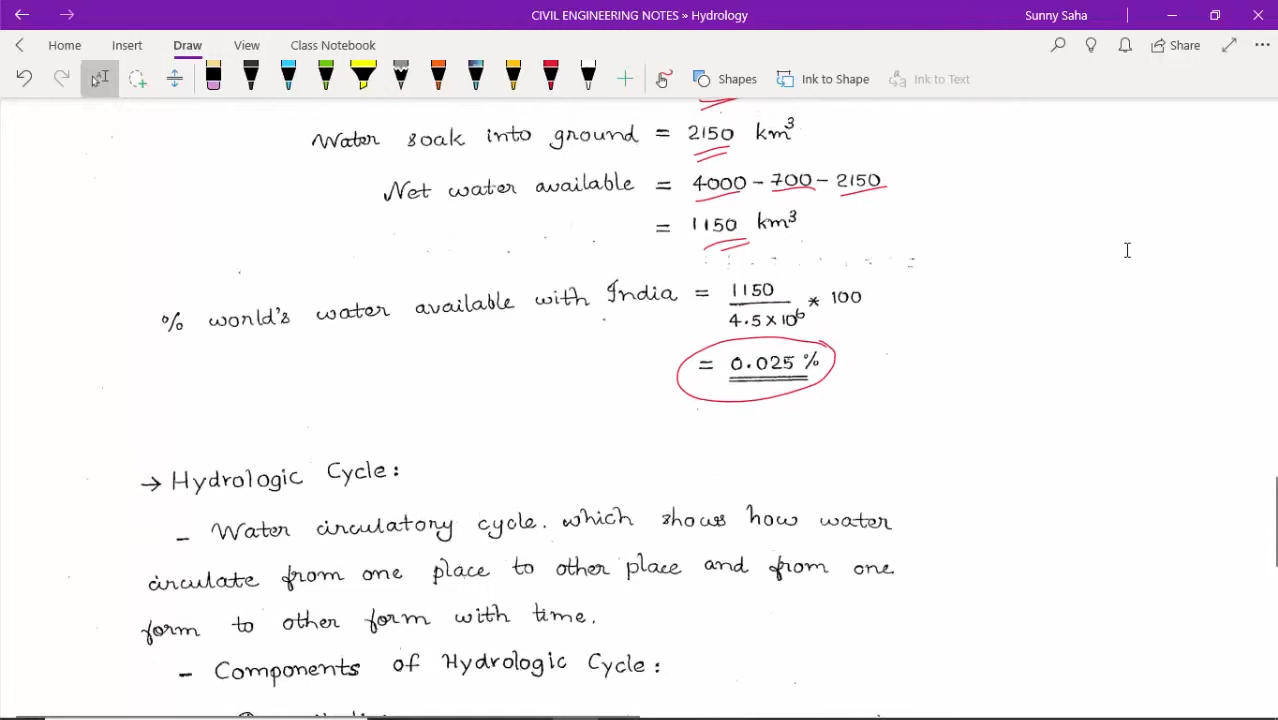 CIVIL ENGINEERING NOTES » Hydrology
Sunny Saha
Home Insert Draw View Class Notebook
Share
Shapes Ink to Shape Ink to Text
Water soak into ground = 2150 km³
Net water available = 4000 - 700 - 2150
= 1150 km³
% world's water available with India = 1150 / 4.5 x 10⁶ * 100
= 0.025 %
→ Hydrologic Cycle:
- Water circulatory cycle. which shows how water
circulate from one place to other place and from one
form to other form with time.
- Components of Hydrologic Cycle: